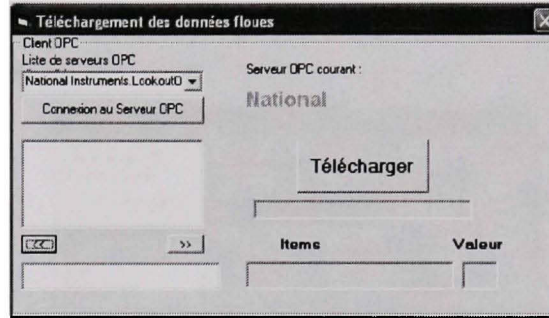 Téléchargement des données floues
Client OPC
Liste de serveurs OPC
National Instruments.LookoutO
Connexion au Serveur OPC
Serveur OPC courant :
National
Télécharger
<<
>>
Items
Valeur